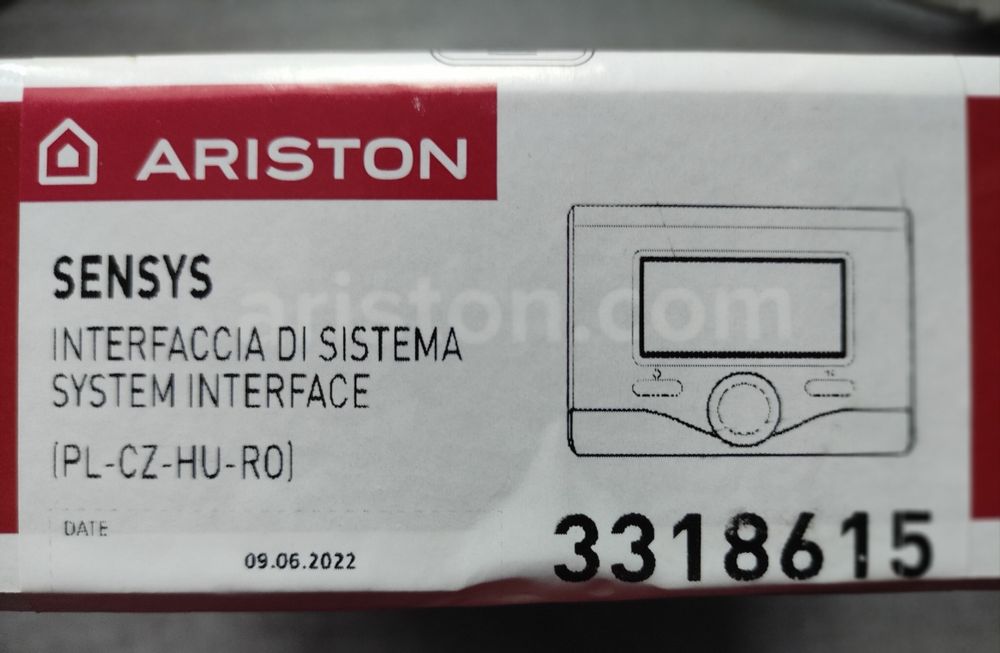 ARISTON
SENSYS
ariston.com
INTERFACCIA DI SISTEMA
SYSTEM INTERFACE
(PL-CZ-HU-RO)
DATE
09.06.2022
3318615